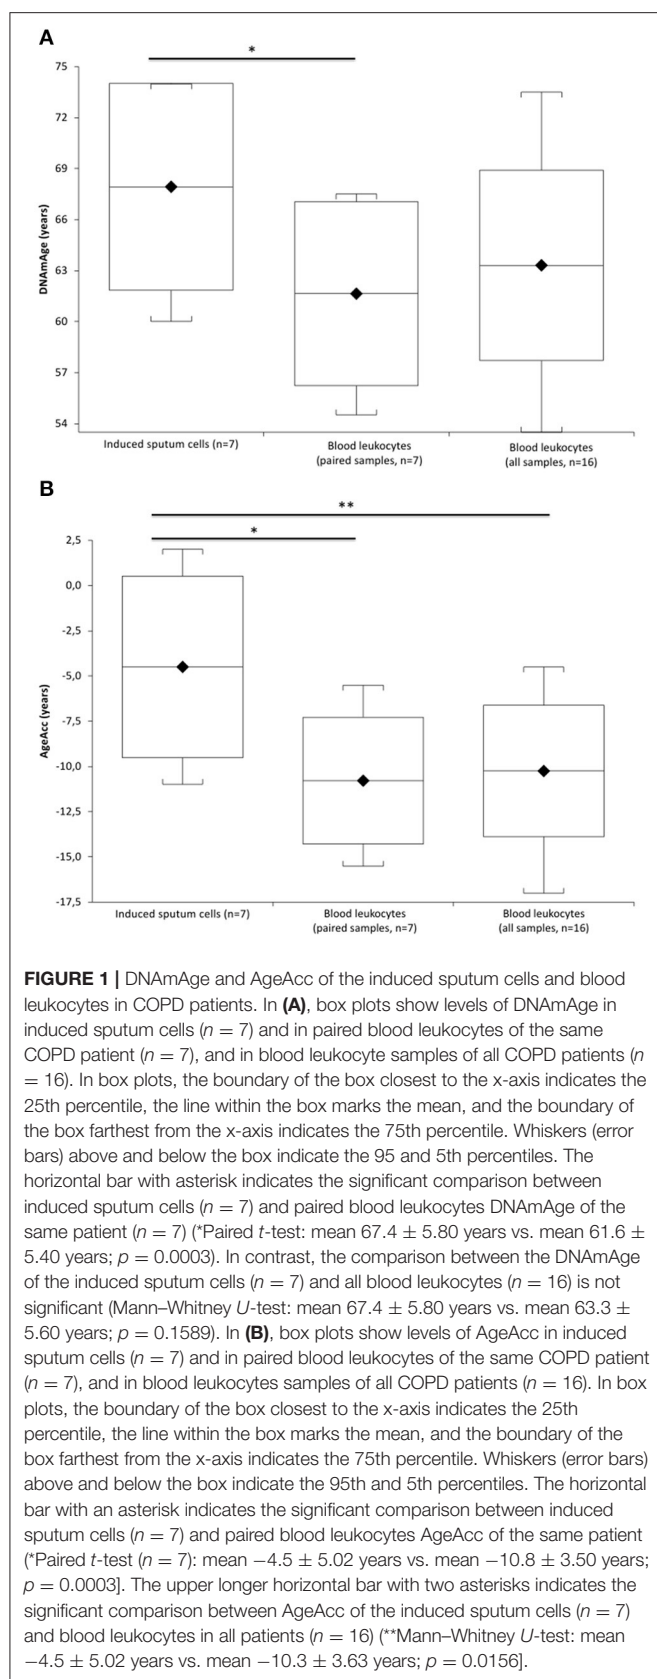 A
*
75
72
69
66
63
60
57
54
DNAmAge (years)
Induced sputum cells (n=7)
Blood leukocytes
(paired samples, n=7)
Blood leukocytes
(all samples, n=16)
B
**
*
2,5
0,0
-2,5
-5,0
-7,5
-10,0
-12,5
-15,0
-17,5
AgeAcc (years)
Induced sputum cells (n=7)
Blood leukocytes
(paired samples, n=7)
Blood leukocytes
(all samples, n=16)
FIGURE 1 | DNAmAge and AgeAcc of the induced sputum cells and blood
leukocytes in COPD patients. In (A), box plots show levels of DNAmAge in
induced sputum cells (n = 7) and in paired blood leukocytes of the same
COPD patient (n = 7), and in blood leukocyte samples of all COPD patients (n
= 16). In box plots, the boundary of the box closest to the x-axis indicates the
25th percentile, the line within the box marks the mean, and the boundary of
the box farthest from the x-axis indicates the 75th percentile. Whiskers (error
bars) above and below the box indicate the 95 and 5th percentiles. The
horizontal bar with asterisk indicates the significant comparison between
induced sputum cells (n = 7) and paired blood leukocytes DNAmAge of the
same patient (n = 7) (*Paired t-test: mean 67.4 ± 5.80 years vs. mean 61.6 ±
5.40 years; p = 0.0003). In contrast, the comparison between the DNAmAge
of the induced sputum cells (n = 7) and all blood leukocytes (n = 16) is not
significant (Mann–Whitney U-test: mean 67.4 ± 5.80 years vs. mean 63.3 ±
5.60 years; p = 0.1589). In (B), box plots show levels of AgeAcc in induced
sputum cells (n = 7) and in paired blood leukocytes of the same COPD patient
(n = 7), and in blood leukocytes samples of all COPD patients (n = 16). In box
plots, the boundary of the box closest to the x-axis indicates the 25th
percentile, the line within the box marks the mean, and the boundary of the
box farthest from the x-axis indicates the 75th percentile. Whiskers (error bars)
above and below the box indicate the 95th and 5th percentiles. The horizontal
bar with an asterisk indicates the significant comparison between induced
sputum cells (n = 7) and paired blood leukocytes AgeAcc of the same patient
(*Paired t-test (n = 7): mean −4.5 ± 5.02 years vs. mean −10.8 ± 3.50 years;
p = 0.0003]. The upper longer horizontal bar with two asterisks indicates the
significant comparison between AgeAcc of the induced sputum cells (n = 7)
and blood leukocytes in all patients (n = 16) (**Mann–Whitney U-test: mean
−4.5 ± 5.02 years vs. mean −10.3 ± 3.63 years; p = 0.0156].